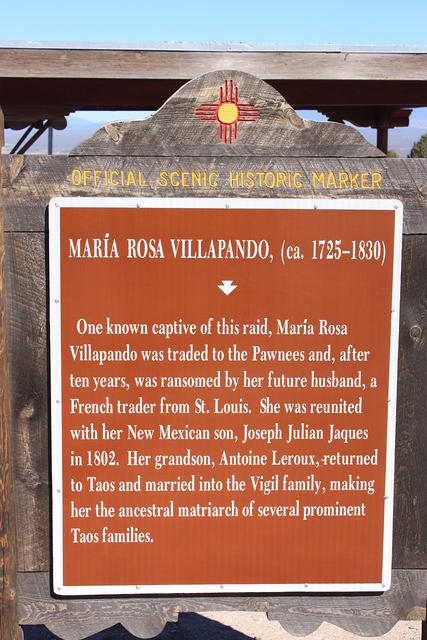 OFFICIAL SCENIC HISTORIC MARKER
MARÍA ROSA VILLAPANDO, (ca. 1725–1830)
One known captive of this raid, María Rosa
Villapando was traded to the Pawnees and, after
ten years, was ransomed by her future husband, a
French trader from St. Louis. She was reunited
with her New Mexican son, Joseph Julian Jaques
in 1802. Her grandson, Antoine Leroux, returned
to Taos and married into the Vigil family, making
her the ancestral matriarch of several prominent
Taos families.